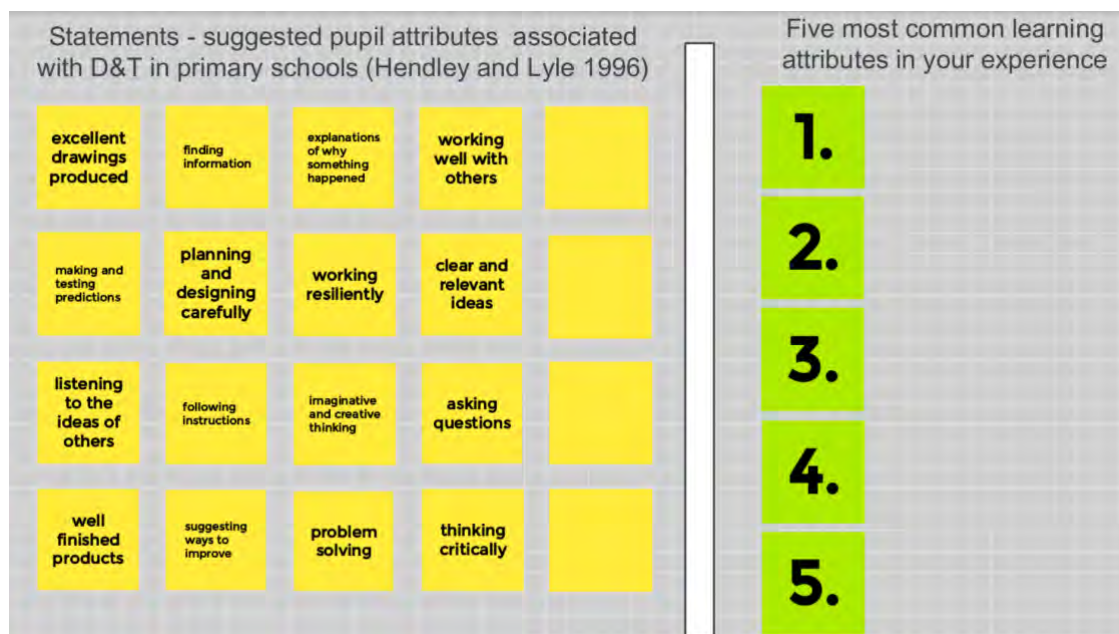 Statements - suggested pupil attributes associated
with D&T in primary schools (Hendley and Lyle 1996)
excellent
drawings
produced
finding
information
explanations
of why
something
happened
working
well with
others
making and
testing
predictions
planning
and
designing
carefully
working
resiliently
clear and
relevant
ideas
listening
to the
ideas of
others
following
instructions
imaginative
and creative
thinking
asking
questions
well
finished
products
suggesting
ways to
improve
problem
solving
thinking
critically
Five most common learning
attributes in your experience
1.
2.
3.
4.
5.